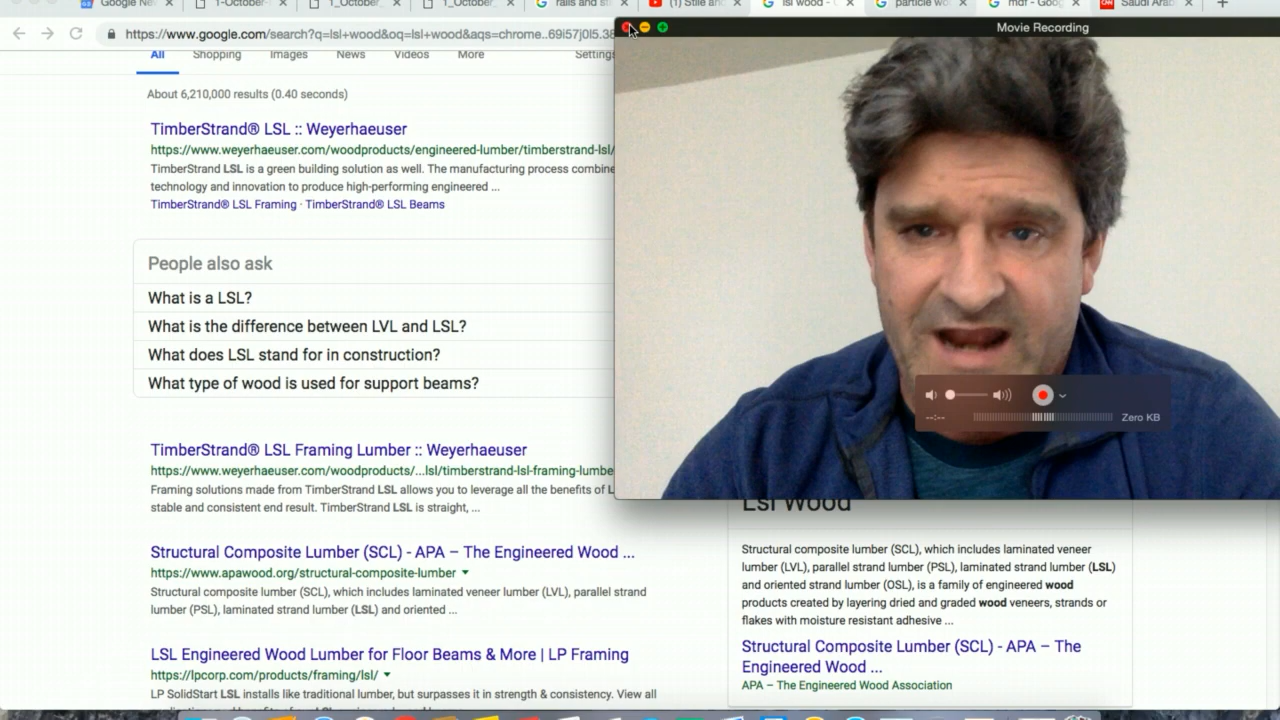 Google Ne
1-October-
1_October_
1_October_
rails and st
(1) Stile and
lsl wood - G
particle wo
mdf - Goog
Saudi Arabi
https://www.google.com/search?q=lsl+wood&oq=lsl+wood&aqs=chrome..69i57j0l5.38
Movie Recording
All
Shopping
Images
News
Videos
More
Settings
About 6,210,000 results (0.40 seconds)
TimberStrand® LSL :: Weyerhaeuser
https://www.weyerhaeuser.com/woodproducts/engineered-lumber/timberstrand-lsl/
TimberStrand LSL is a green building solution as well. The manufacturing process combine
technology and innovation to produce high-performing engineered ...
TimberStrand® LSL Framing · TimberStrand® LSL Beams
People also ask
What is a LSL?
What is the difference between LVL and LSL?
What does LSL stand for in construction?
What type of wood is used for support beams?
--:--
Zero KB
TimberStrand® LSL Framing Lumber :: Weyerhaeuser
https://www.weyerhaeuser.com/woodproducts/...lsl/timberstrand-lsl-framing-lumbe
Framing solutions made from TimberStrand LSL allows you to leverage all the benefits of L
stable and consistent end result. TimberStrand LSL is straight, ...
Structural Composite Lumber (SCL) - APA – The Engineered Wood ...
https://www.apawood.org/structural-composite-lumber
Structural composite lumber (SCL), which includes laminated veneer lumber (LVL), parallel strand
lumber (PSL), laminated strand lumber (LSL) and oriented ...
LSL Engineered Wood Lumber for Floor Beams & More | LP Framing
https://lpcorp.com/products/framing/lsl/
LP SolidStart LSL installs like traditional lumber, but surpasses it in strength & consistency. View all
Lsl Wood
Structural composite lumber (SCL), which includes laminated veneer
lumber (LVL), parallel strand lumber (PSL), laminated strand lumber (LSL)
and oriented strand lumber (OSL), is a family of engineered wood
products created by layering dried and graded wood veneers, strands or
flakes with moisture resistant adhesive ...
Structural Composite Lumber (SCL) - APA – The
Engineered Wood ...
APA – The Engineered Wood Association